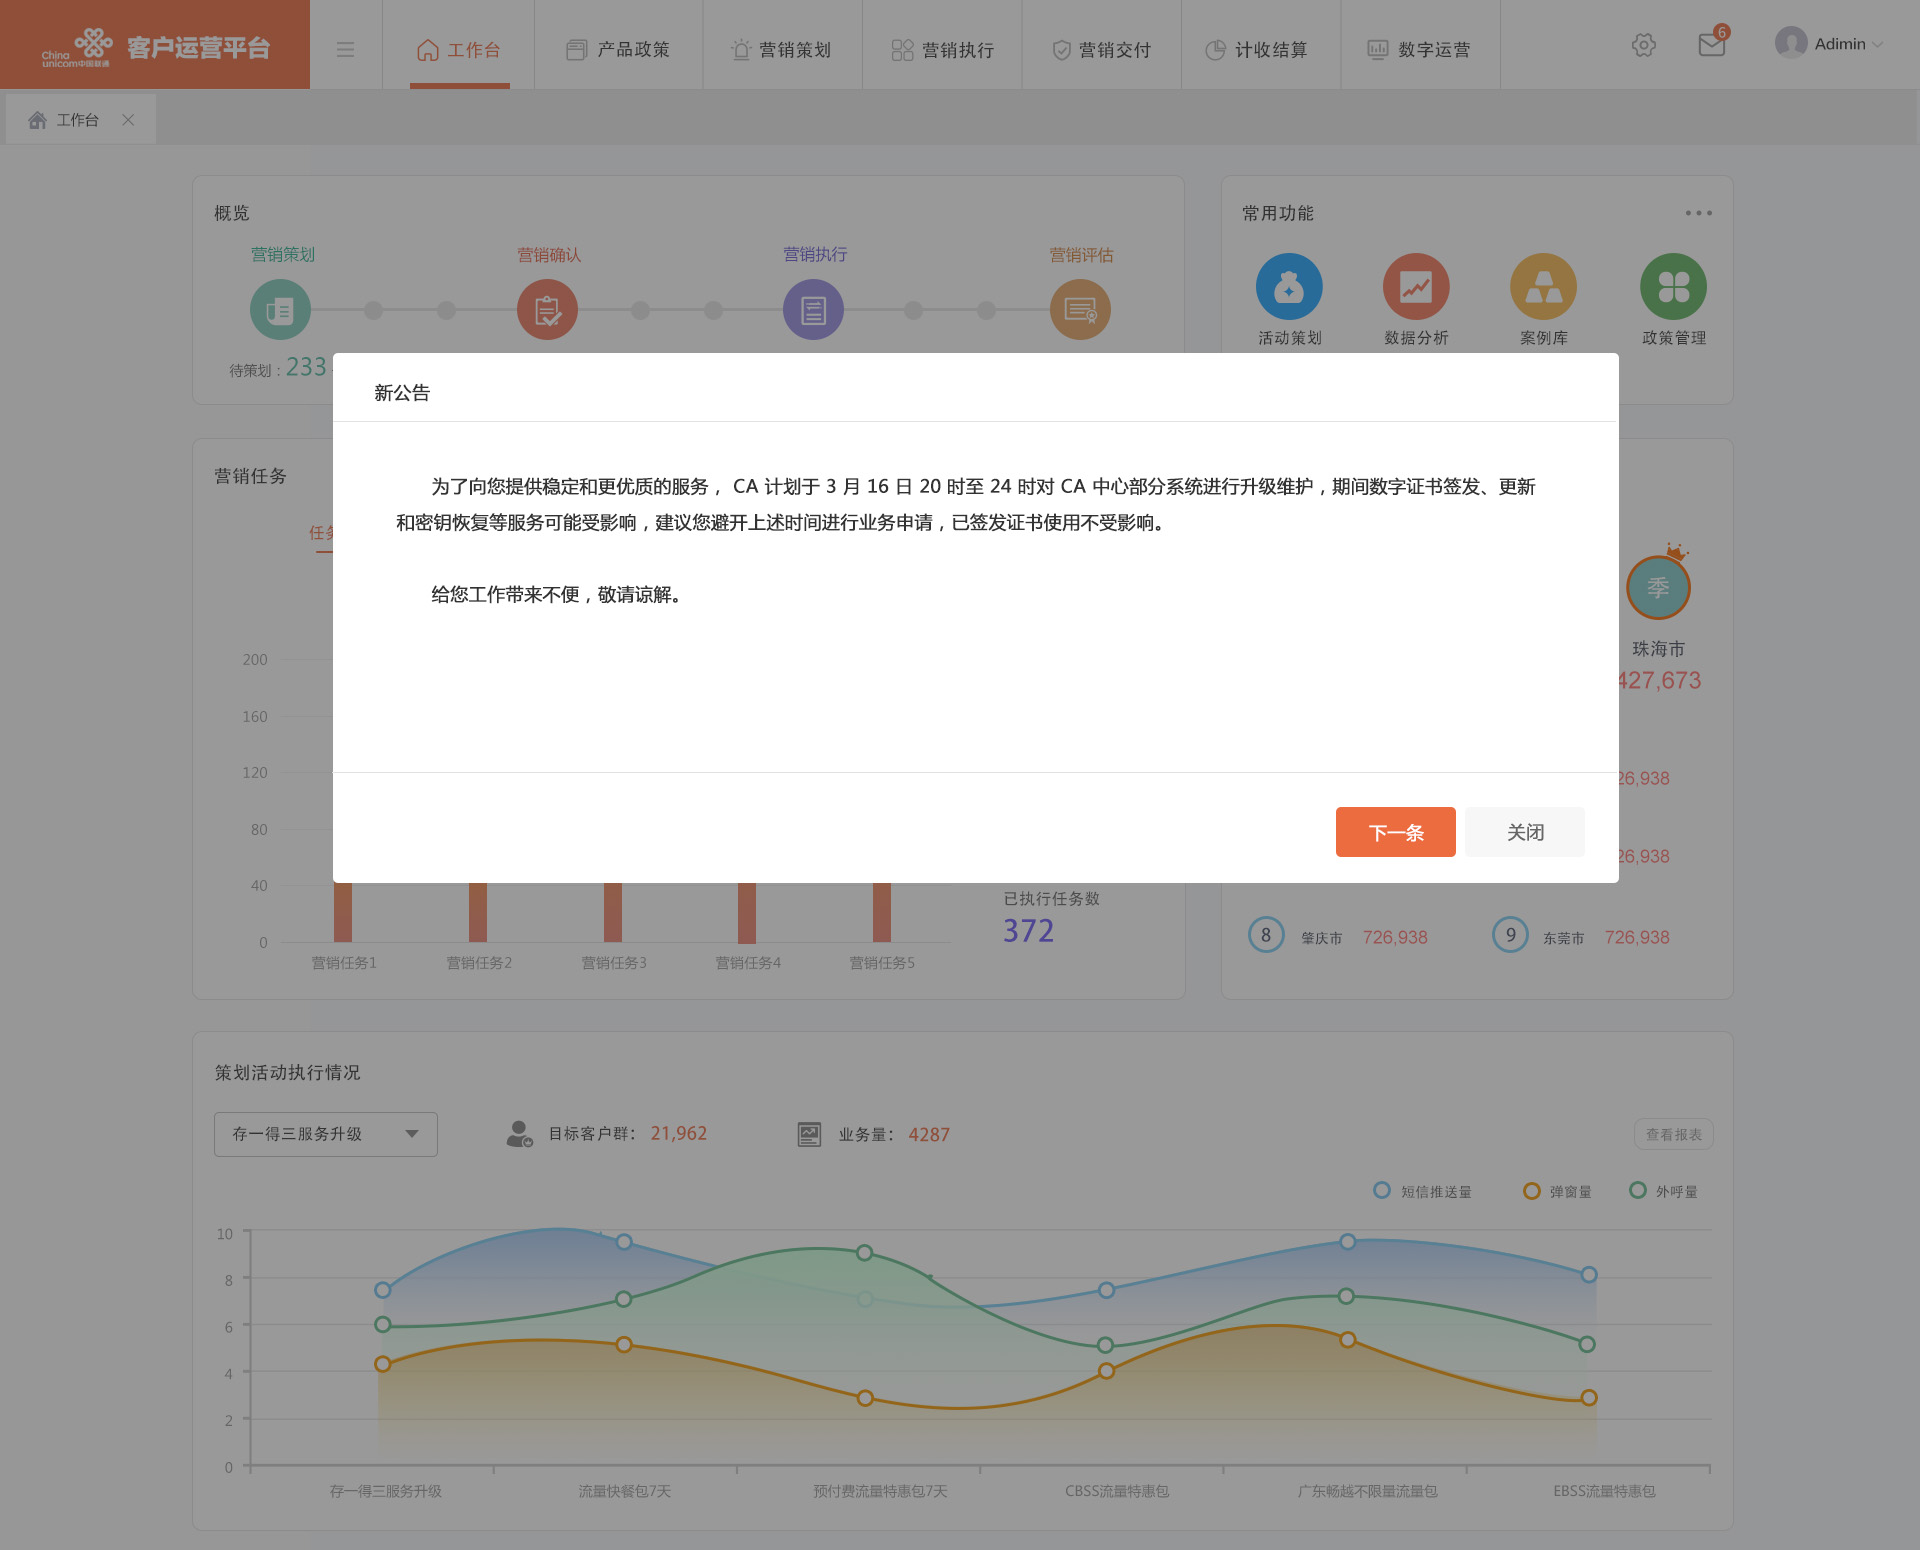 China
unicom中国联通
客户运营平台
工作台
产品政策
营销策划
营销执行
营销交付
计收结算
数字运营
6
Admin
工作台
概览
营销策划
营销确认
营销执行
营销评估
待策划：233
常用功能
活动策划
数据分析
案例库
政策管理
新公告
为了向您提供稳定和更优质的服务， CA 计划于 3 月 16 日 20 时至 24 时对 CA 中心部分系统进行升级维护，期间数字证书签发、更新
和密钥恢复等服务可能受影响，建议您避开上述时间进行业务申请，已签发证书使用不受影响。
给您工作带来不便，敬请谅解。
下一条
关闭
营销任务
任务
200
160
120
80
40
0
营销任务1
营销任务2
营销任务3
营销任务4
营销任务5
已执行任务数
372
季
珠海市
427,673
26,938
26,938
8
肇庆市
726,938
9
东莞市
726,938
策划活动执行情况
存一得三服务升级
目标客户群： 21,962
业务量： 4287
查看报表
短信推送量
弹窗量
外呼量
10
8
6
4
2
0
存一得三服务升级
流量快餐包7天
预付费流量特惠包7天
CBSS流量特惠包
广东畅越不限量流量包
EBSS流量特惠包